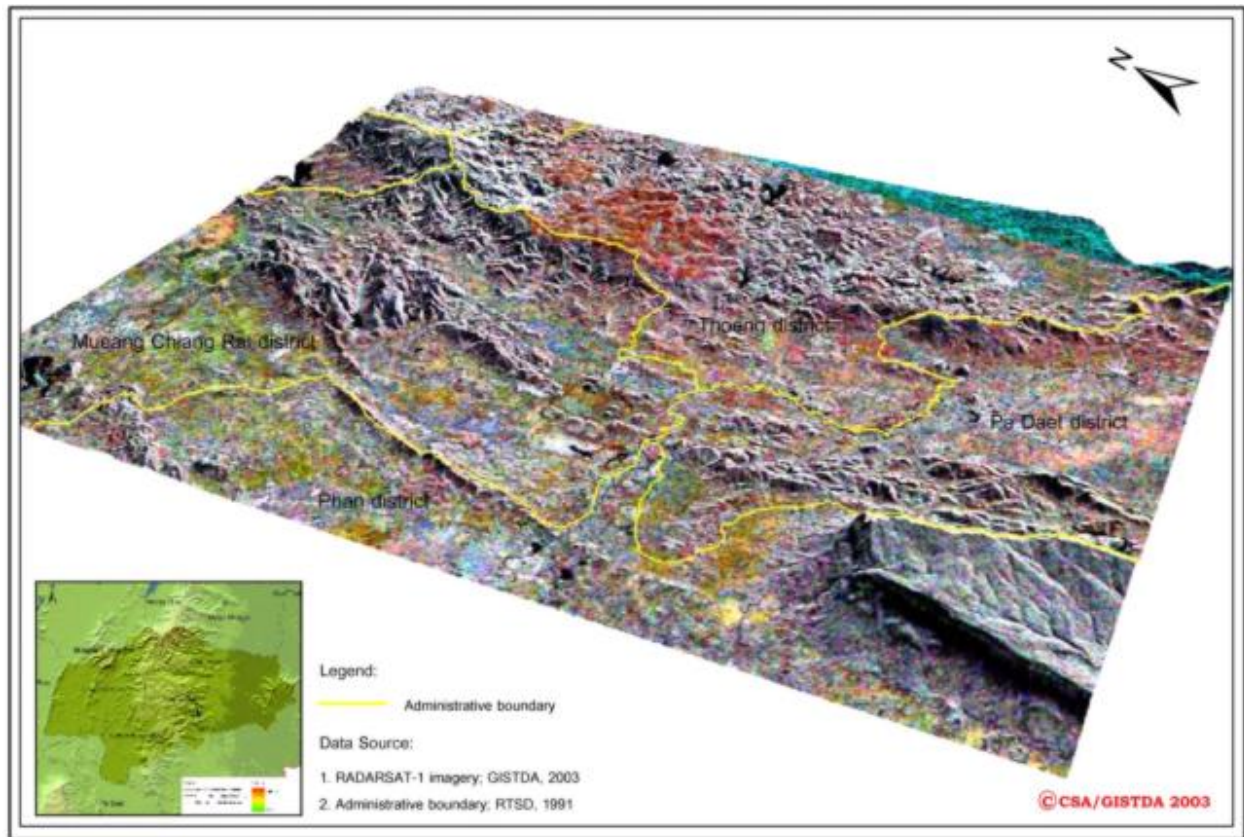 N
Mueang Chiang Rai district
Thoeng district
Pa Daet district
Phan district
Legend:
Administrative boundary
Data Source:
1. RADARSAT-1 imagery; GISTDA, 2003
2. Administrative boundary: RTSD, 1991
©CSA/GISTDA 2003